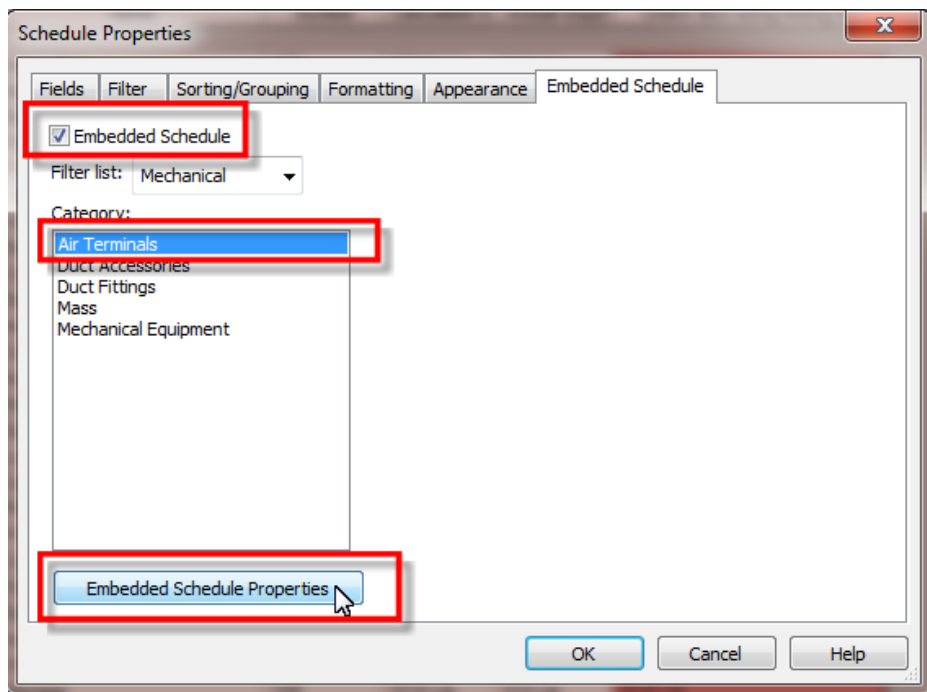 Schedule Properties
Fields Filter Sorting/Grouping Formatting Appearance Embedded Schedule
Embedded Schedule
Filter list: Mechanical
Category:
Air Terminals
Duct Accessories
Duct Fittings
Mass
Mechanical Equipment
Embedded Schedule Properties
OK Cancel Help